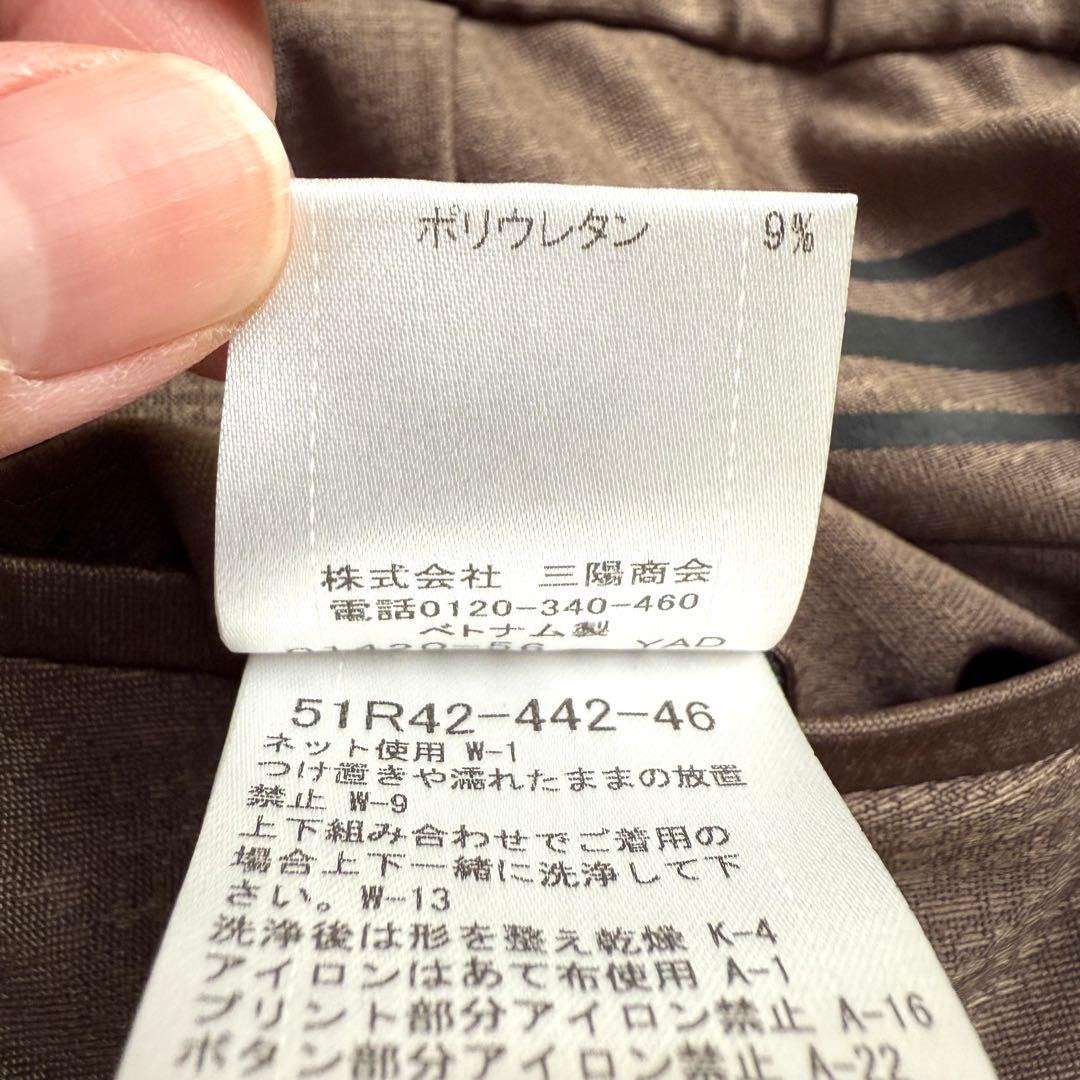 ポリウレタン 9%
株式会社 三陽商会
電話0120-340-460
ベトナム製
YAD
51R42-442-46
ネット使用 W-1
つけ置きや濡れたままの放置
禁止 W-9
上下組み合わせでご着用の
場合上下一緒に洗浄して下
さい。W-13
洗浄後は形を整え乾燥 K-4
アイロンはあて布使用 A-1
プリント部分アイロン禁止 A-16
ボタン部分アイロン禁止 A-22